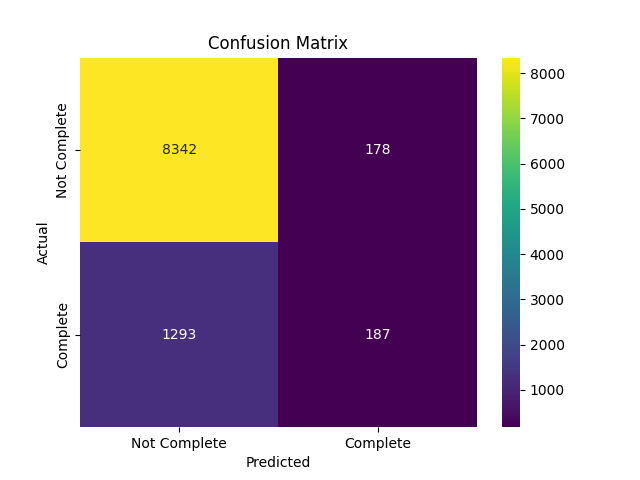 Confusion Matrix
Actual
Not Complete
8342
178
Complete
1293
187
Not Complete
Complete
Predicted
8000
7000
6000
5000
4000
3000
2000
1000